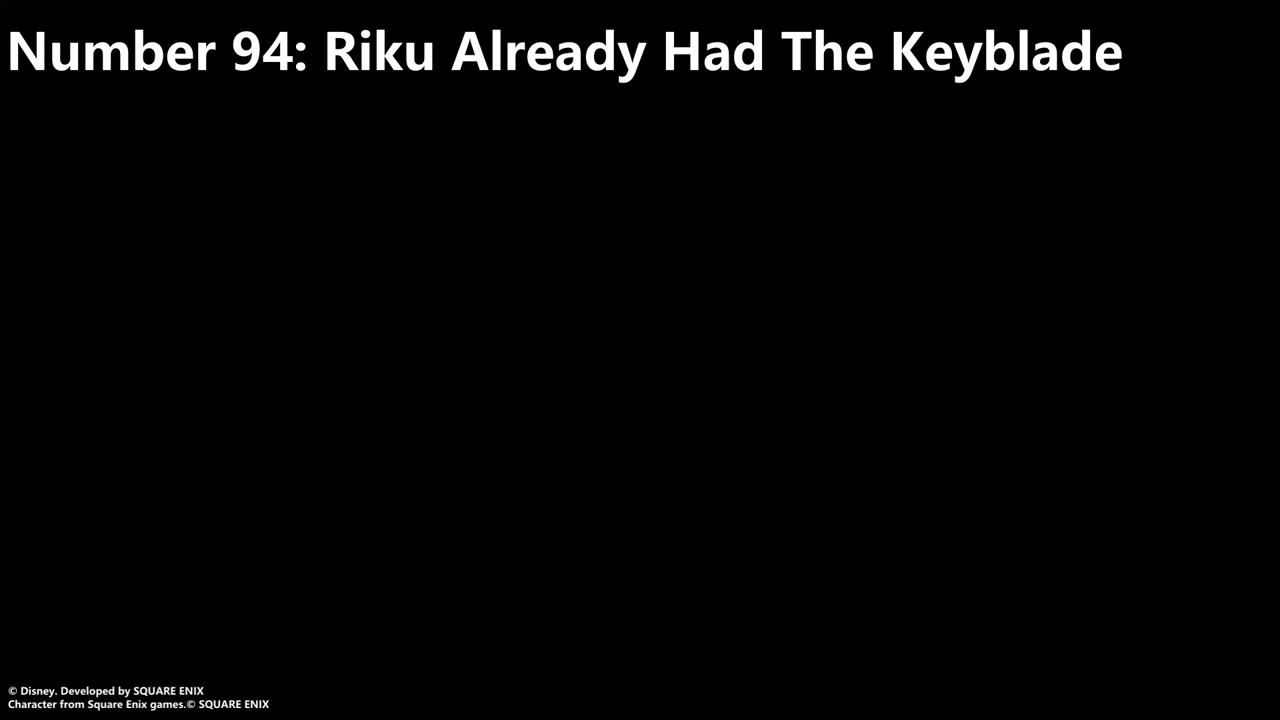 Number 94: Riku Already Had The Keyblade
© Disney. Developed by SQUARE ENIX
Character from Square Enix games.© SQUARE ENIX